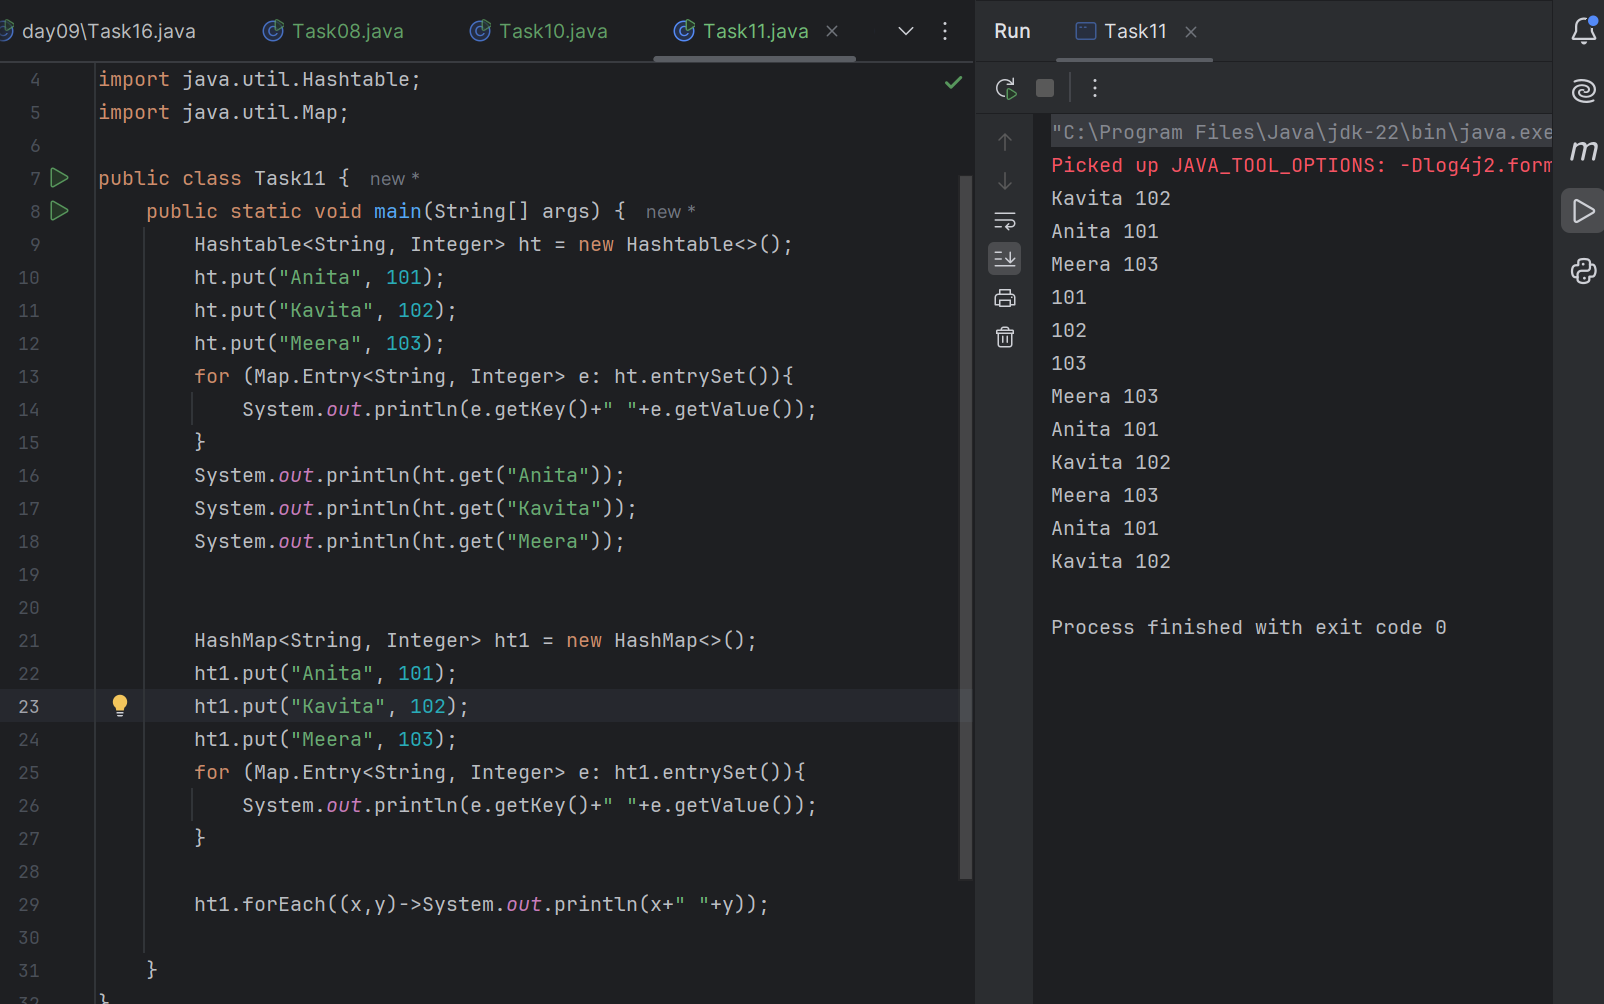 day09\Task16.java Task08.java Task10.java Task11.java
4 import java.util.Hashtable;
5 import java.util.Map;
6
7 public class Task11 { new *
8 public static void main(String[] args) { new *
9 Hashtable<String, Integer> ht = new Hashtable<>();
10 ht.put("Anita", 101);
11 ht.put("Kavita", 102);
12 ht.put("Meera", 103);
13 for (Map.Entry<String, Integer> e: ht.entrySet()){
14 System.out.println(e.getKey()+" "+e.getValue());
15 }
16 System.out.println(ht.get("Anita"));
17 System.out.println(ht.get("Kavita"));
18 System.out.println(ht.get("Meera"));
19
20
21 HashMap<String, Integer> ht1 = new HashMap<>();
22 ht1.put("Anita", 101);
23 ht1.put("Kavita", 102);
24 ht1.put("Meera", 103);
25 for (Map.Entry<String, Integer> e: ht1.entrySet()){
26 System.out.println(e.getKey()+" "+e.getValue());
27 }
28
29 ht1.forEach((x,y)->System.out.println(x+" "+y));
30
31 }
32 }
Run Task11
"C:\Program Files\Java\jdk-22\bin\java.exe
Picked up JAVA_TOOL_OPTIONS: -Dlog4j2.form
Kavita 102
Anita 101
Meera 103
101
102
103
Meera 103
Anita 101
Kavita 102
Meera 103
Anita 101
Kavita 102
Process finished with exit code 0
m